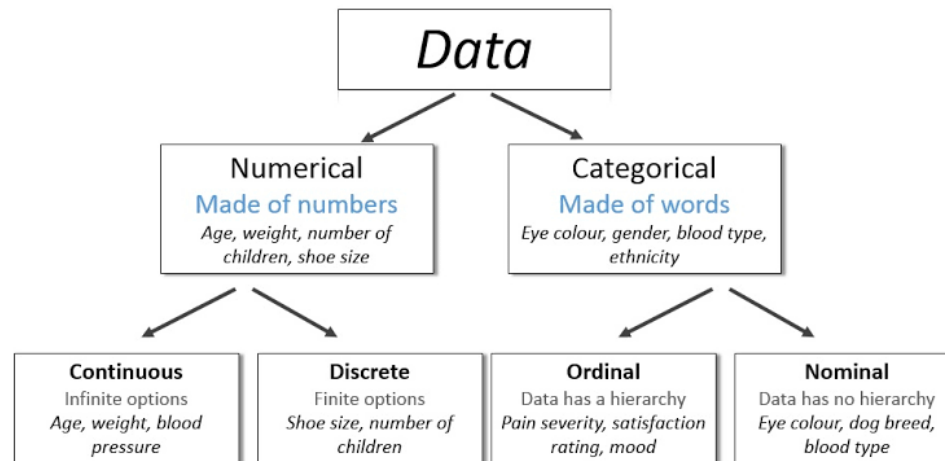 Data
Numerical
Made of numbers
Age, weight, number of
children, shoe size
Categorical
Made of words
Eye colour, gender, blood type,
ethnicity
Continuous
Infinite options
Age, weight, blood
pressure
Discrete
Finite options
Shoe size, number of
children
Ordinal
Data has a hierarchy
Pain severity, satisfaction
rating, mood
Nominal
Data has no hierarchy
Eye colour, dog breed,
blood type